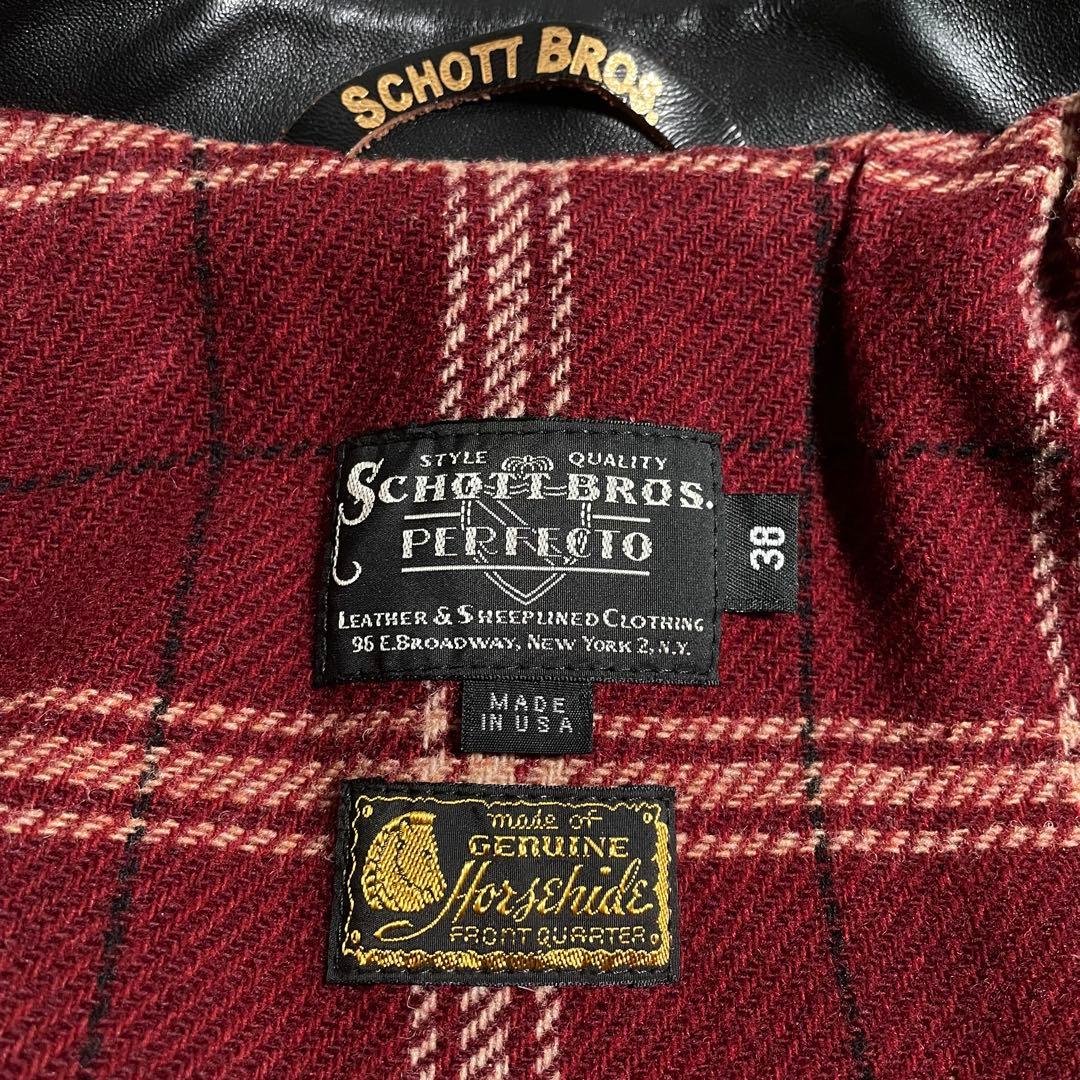 SCHOTT BROS.
STYLE QUALITY
SCHOTT BROS.
PERFECTO
LEATHER & SHEEPLINED CLOTHING
96 E. BROADWAY, NEW YORK 2, N.Y.
38
MADE
IN USA
made of
GENUINE
Horsehide
FRONT QUARTER